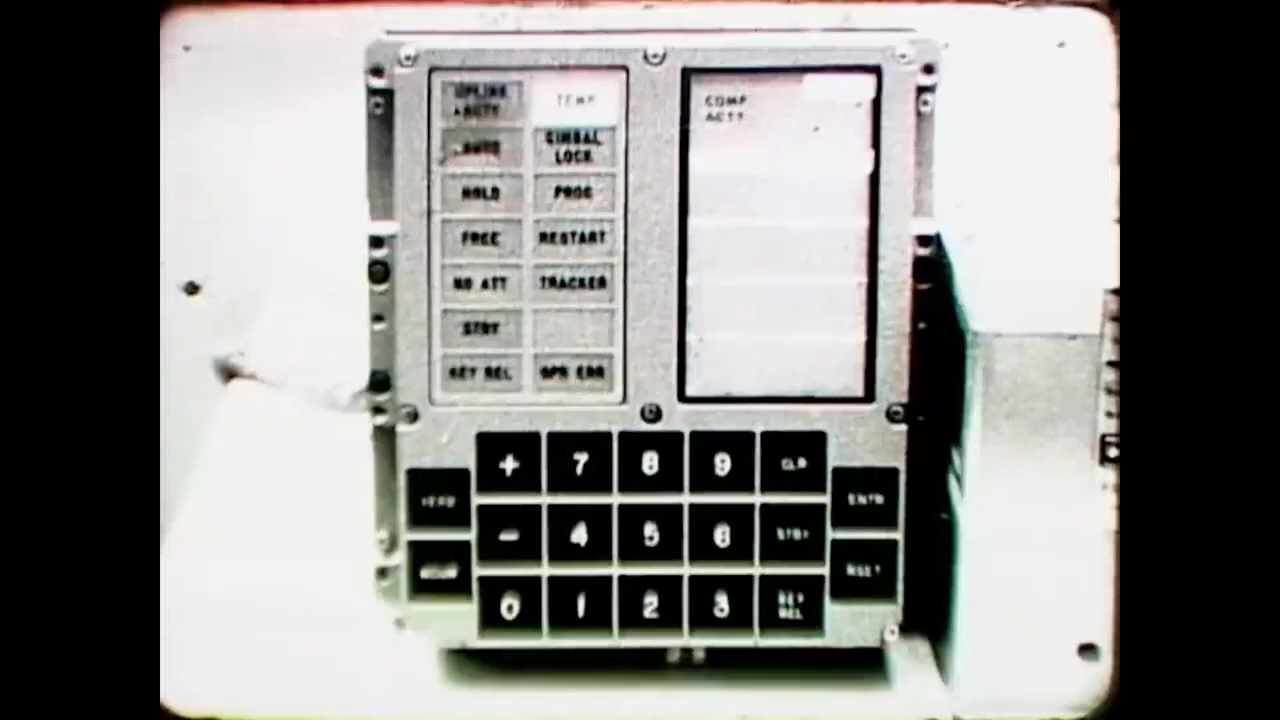 UPLINK
ACTY
TEMP
AUTO
GIMBAL
LOCK
HOLD
PROG
FREE
RESTART
NO ATT
TRACKER
STBY
KEY REL
OPR ERR
COMP
ACTY
+ 7 8 9 CLR
VERB
ENTR
- 4 5 6 STBY
NOUN
RSET
0 1 2 3 KEY
REL